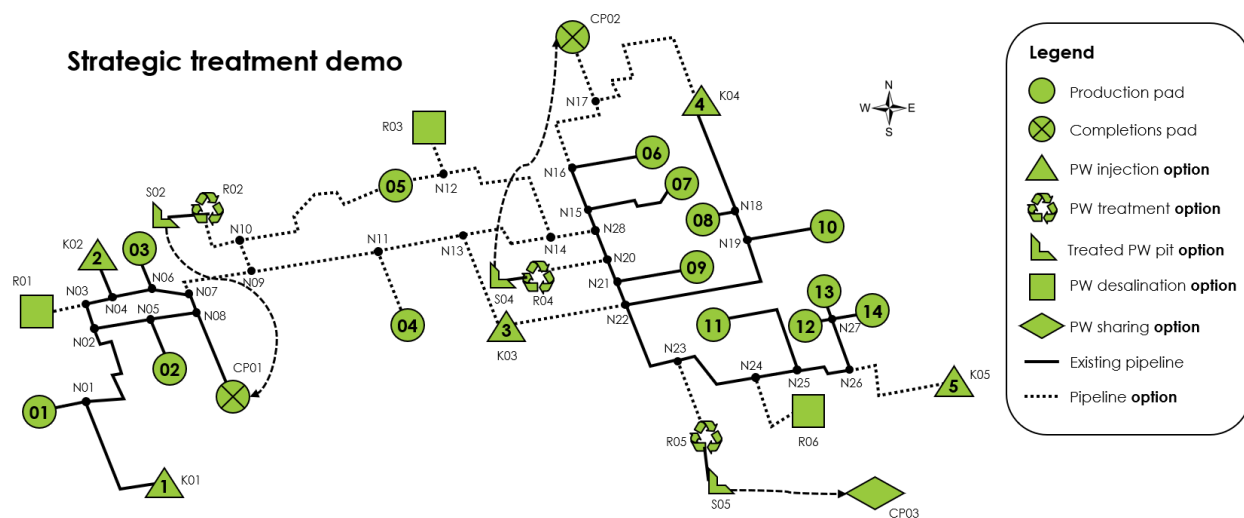 Strategic treatment demo
CP02
N17
4
K04
N
W E
S
R03
N12
05
06
N16
07
N15
08
N18
N28
N19
10
S02
R02
N10
N11
N13
N14
N20
K02
2
03
N09
09
N21
S04
R04
R01
N03
N06
N07
N04
N05
N08
N22
13
14
12
N27
N02
04
3
K03
11
02
CP01
N23
N24
N25
N26
5
K05
01
N01
R06
R05
1
K01
S05
CP03
Legend
Production pad
Completions pad
PW injection option
PW treatment option
Treated PW pit option
PW desalination option
PW sharing option
Existing pipeline
Pipeline option